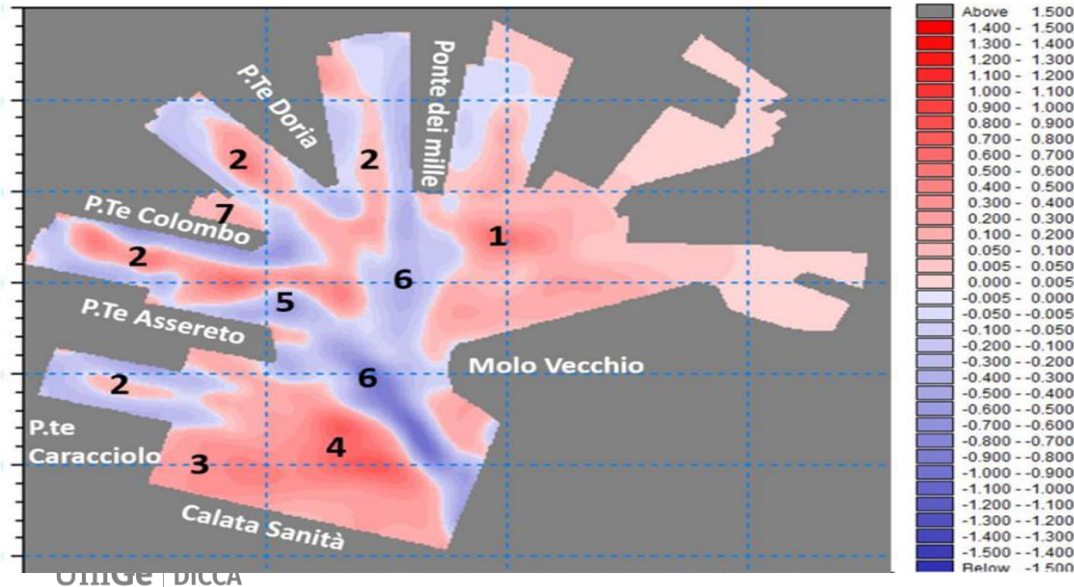 P.Te Doria
Ponte dei mille
2
2
7
P.Te Colombo
2
1
6
5
P.Te Assereto
Molo Vecchio
6
2
P.te
Caracciolo
4
3
Calata Sanità
UniGe | DICCA
Above 1.500
1.400 - 1.500
1.300 - 1.400
1.200 - 1.300
1.100 - 1.200
1.000 - 1.100
0.900 - 1.000
0.800 - 0.900
0.700 - 0.800
0.600 - 0.700
0.500 - 0.600
0.400 - 0.500
0.300 - 0.400
0.200 - 0.300
0.100 - 0.200
0.050 - 0.100
0.005 - 0.050
0.000 - 0.005
-0.005 - 0.000
-0.050 - -0.005
-0.100 - -0.050
-0.200 - -0.100
-0.300 - -0.200
-0.400 - -0.300
-0.500 - -0.400
-0.600 - -0.500
-0.700 - -0.600
-0.800 - -0.700
-0.900 - -0.800
-1.000 - -0.900
-1.100 - -1.000
-1.200 - -1.100
-1.300 - -1.200
-1.400 - -1.300
-1.500 - -1.400
Below -1.500